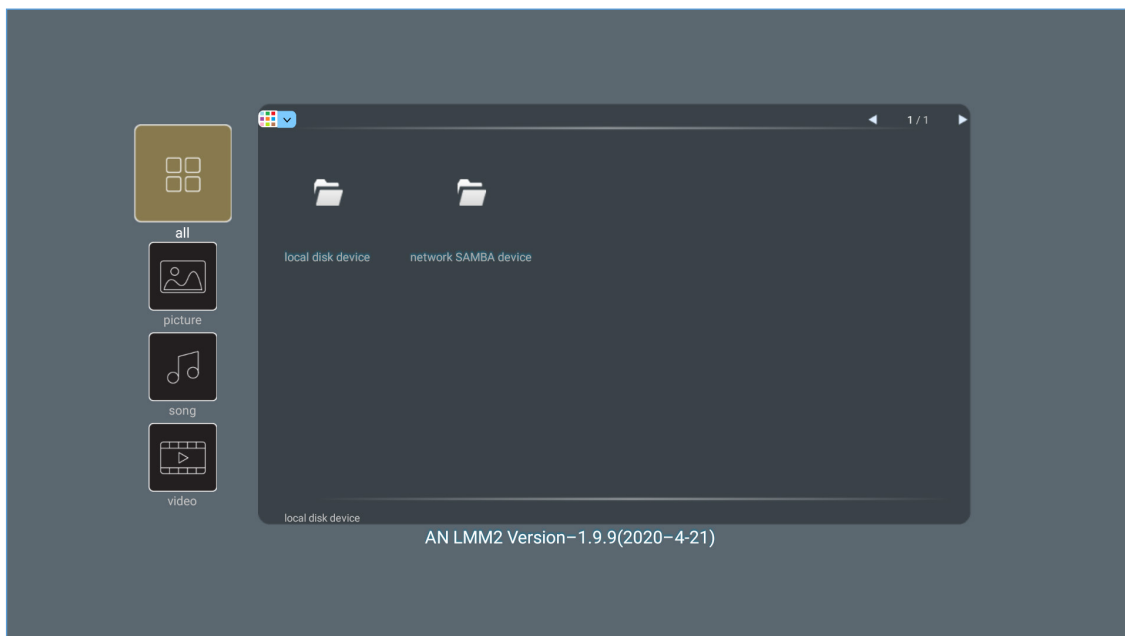 1 / 1
all
local disk device
network SAMBA device
picture
song
video
local disk device
AN LMM2 Version–1.9.9(2020–4-21)